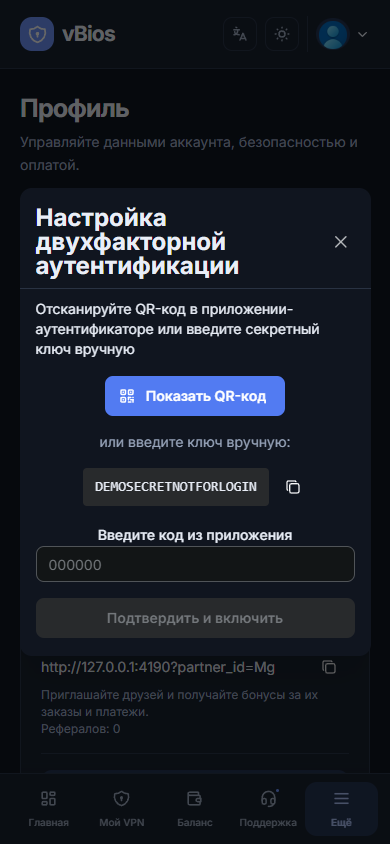 vBios
Профиль
Управляйте данными аккаунта, безопасностью и
оплатой.
Настройка
двухфакторной
аутентификации
Отсканируйте QR-код в приложении-
аутентификаторе или введите секретный
ключ вручную
Показать QR-код
или введите ключ вручную:
DEMOSECRETNOTFORLOGIN
Введите код из приложения
000000
Подтвердить и включить
http://127.0.0.1:4190?partner_id=Mg
Приглашайте друзей и получайте бонусы за их
заказы и платежи.
Рефералов: 0
Главная Мой VPN Баланс Поддержка Ещё